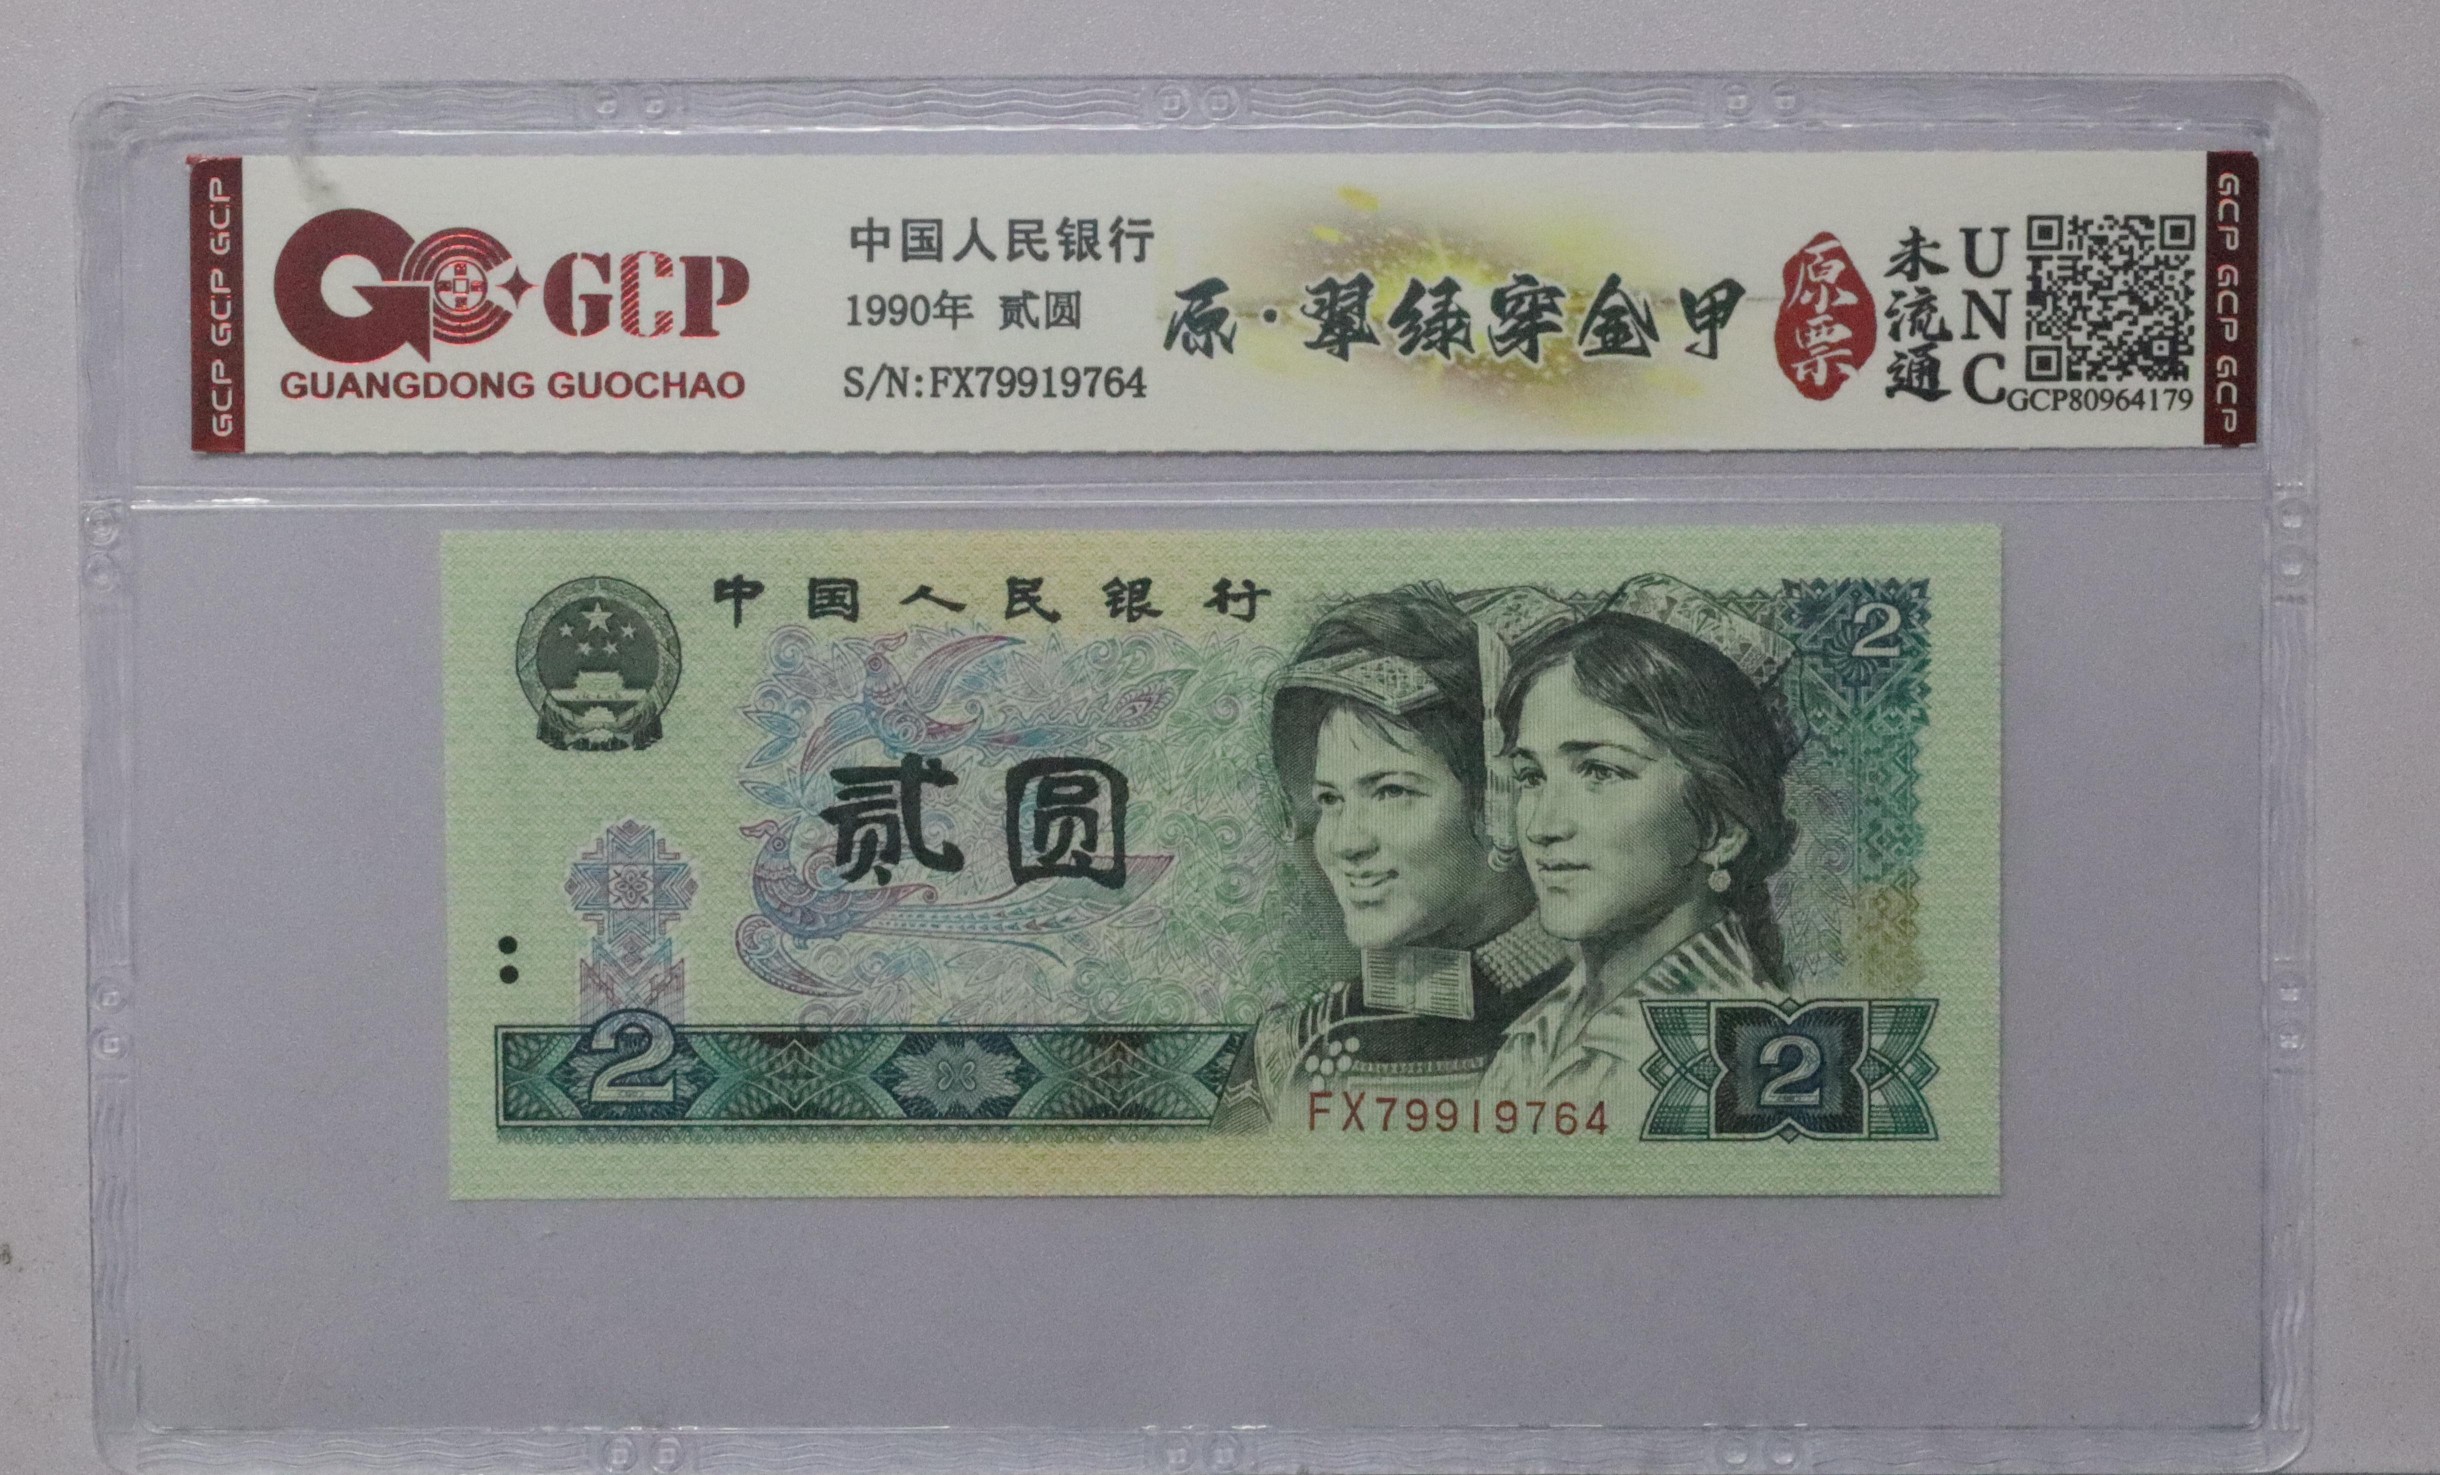 GCP GCP GCP
GCP
GUANGDONG GUOCHAO
中国人民银行
1990年 贰圆
S/N:FX79919764
原·翠绿穿金甲
原票
未流通
UNC
GCP80964179
GCP GCP GCP
中国人民银行
2
贰圆
2
2
FX79919764